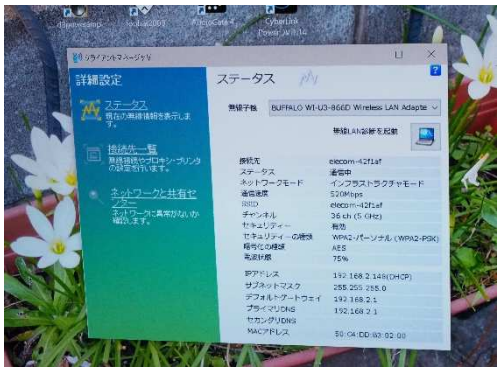 CyberLink
クライアントマネージャV
詳細設定
ステータス
現在の無線情報を表示しま
す。
接続先一覧
無線接続やプロキシ・プリンタ
の設定を行います。
ネットワークと共有セ
ンター
ネットワークに異常がないか
確認します。
ステータス
無線子機 BUFFALO WI-U3-866D Wireless LAN Adapte
無線LAN診断を起動
接続先 elecom-42f1af
ステータス 通信中
ネットワークモード インフラストラクチャモード
通信速度 520Mbps
SSID elecom-42f1af
チャンネル 36 ch (5 GHz)
セキュリティー 有効
セキュリティーの種類 WPA2-パーソナル (WPA2-PSK)
暗号化の種類 AES
電波状態 75%
IPアドレス 192.168.2.148(DHCP)
サブネットマスク 255.255.255.0
デフォルトゲートウェイ 192.168.2.1
プライマリDNS 192.168.2.1
セカンダリDNS
MACアドレス